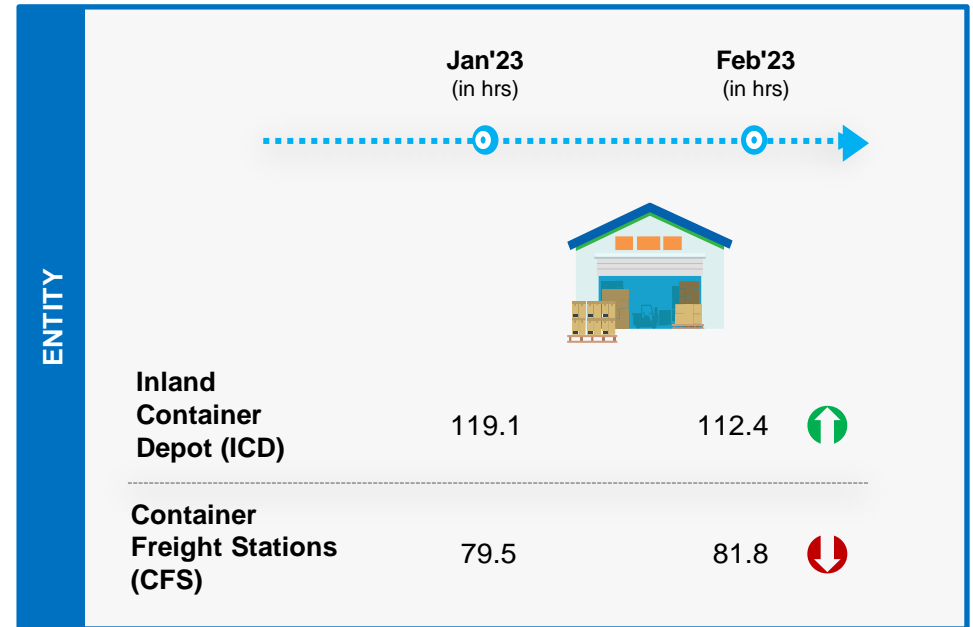 ENTITY
Jan'23
(in hrs)
Feb'23
(in hrs)
Inland
Container
Depot (ICD)
119.1
112.4
Container
Freight Stations
(CFS)
79.5
81.8